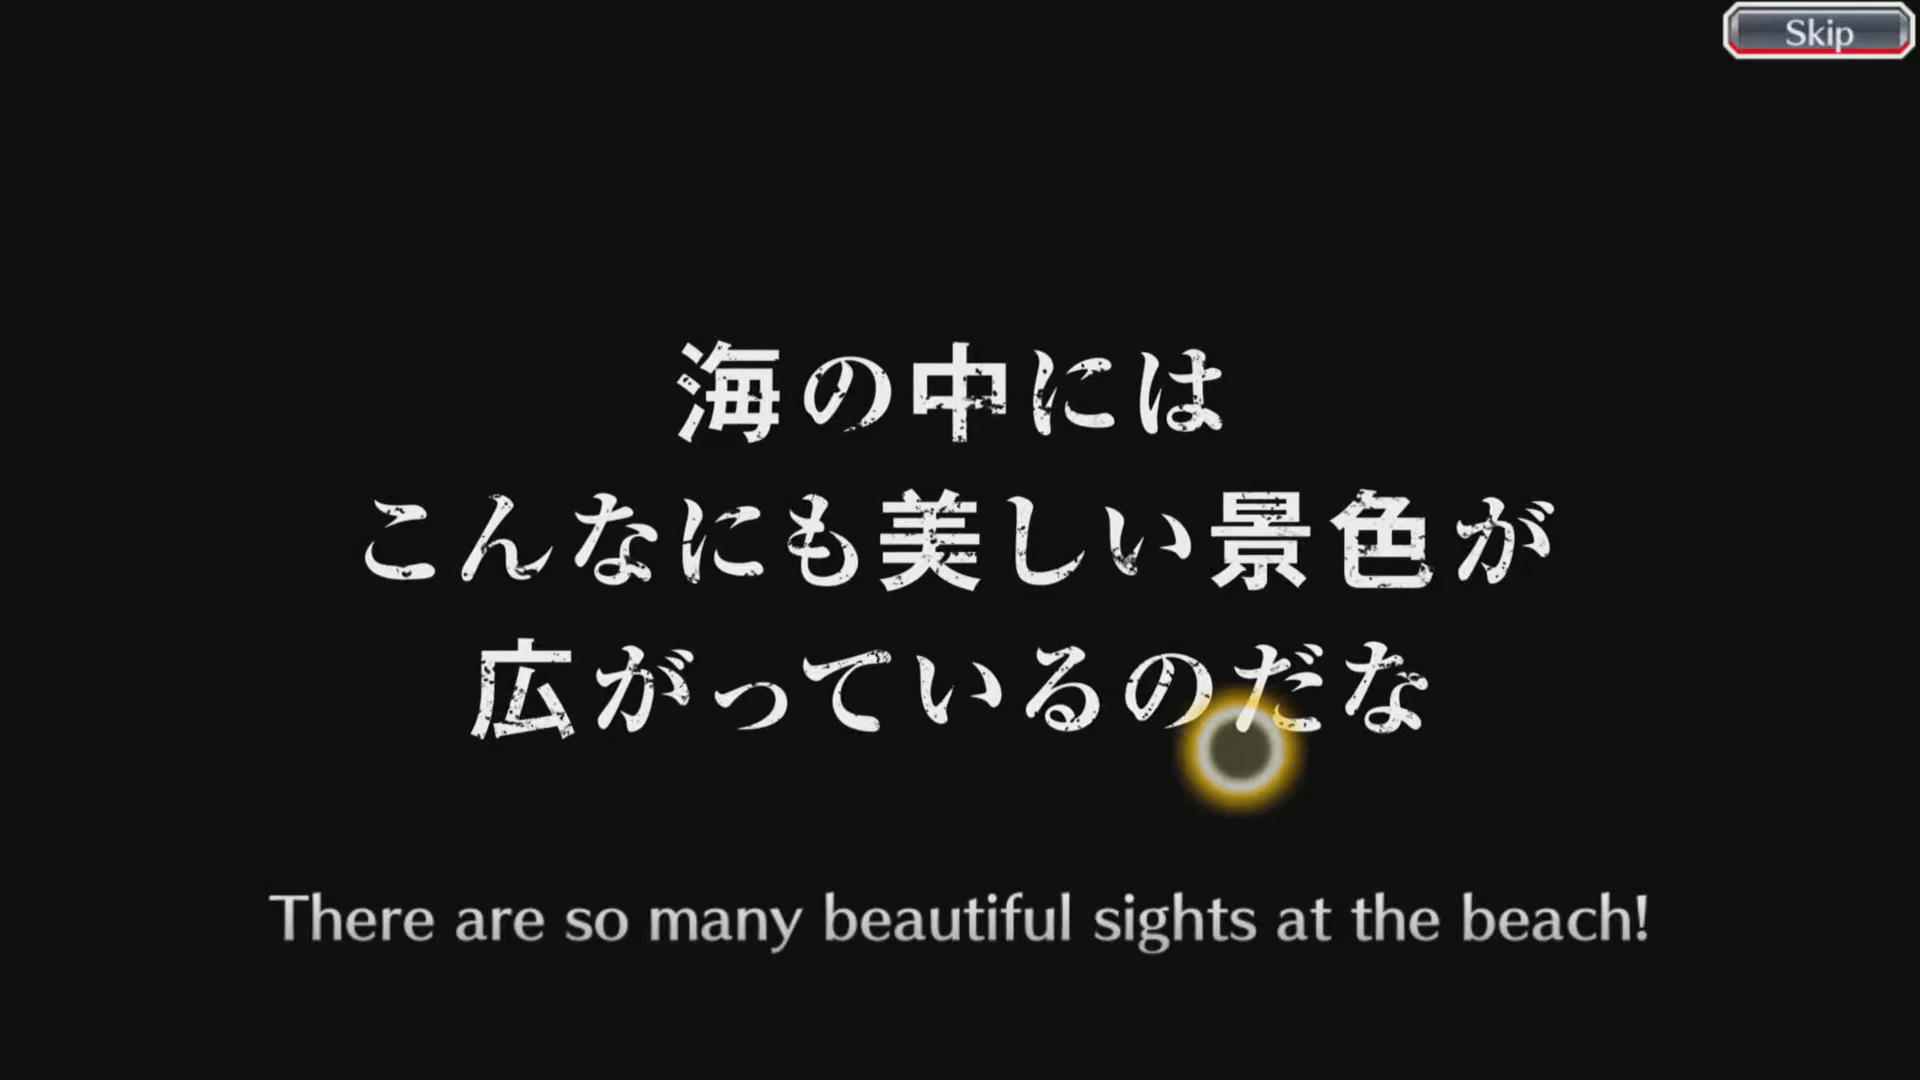 Skip
海の中には
こんなにも美しい景色が
広がっているのだな
There are so many beautiful sights at the beach!